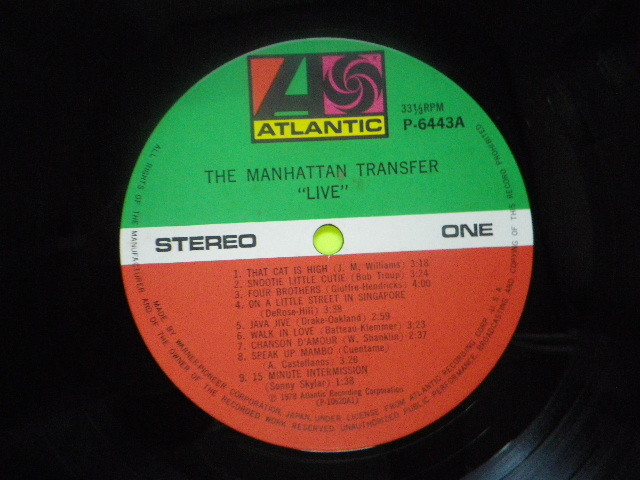 ATLANTIC
33⅓RPM
P-6443A
THE MANHATTAN TRANSFER
"LIVE"
STEREO
ONE
1. THAT CAT IS HIGH (J. M. Williams) 3:18
2. SNOOTIE LITTLE CUTIE (Bob Troup) 3:34
3. FOUR BROTHERS (Giuffre-Hendricks) 4:00
4. ON A LITTLE STREET IN SINGAPORE
(DeRose-Hill) 3:38
5. JAVA JIVE (Drake-Oakland) 2:59
6. WALK IN LOVE (Batteau-Klemmer) 3:23
7. CHANSON D'AMOUR (W. Shanklin) 2:37
8. SPEAK UP MAMBO (Cuentame)
(A. Castellanos) 3:26
9. 15 MINUTE INTERMISSION
(Sonny Skylar) 1:38
℗ 1978 Atlantic Recording Corporation
MADE BY WARNER-PIONEER CORPORATION, JAPAN, UNDER LICENSE FROM ATLANTIC RECORDING CORP., U.S.A.
ALL RIGHTS OF THE MANUFACTURER AND OF THE OWNER OF THE RECORDED WORK RESERVED UNAUTHORIZED PUBLIC PERFORMANCE, BROADCASTING AND COPYING OF THIS RECORD PROHIBITED